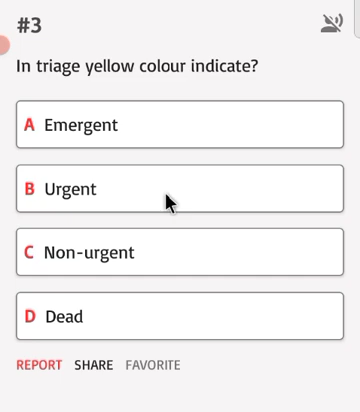 #3
In triage yellow colour indicate?
A Emergent
B Urgent
C Non-urgent
D Dead
REPORT SHARE FAVORITE